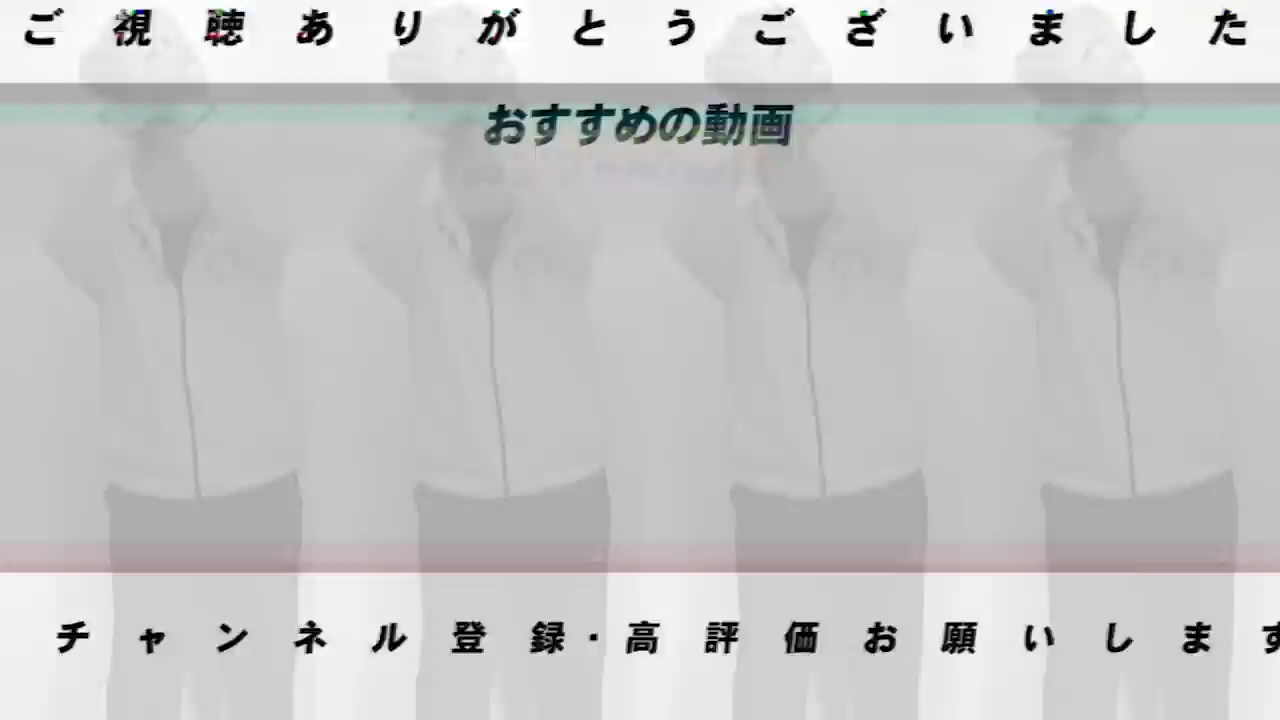 ご視聴ありがとうございました
おすすめの動画
チャンネル登録・高評価お願いします